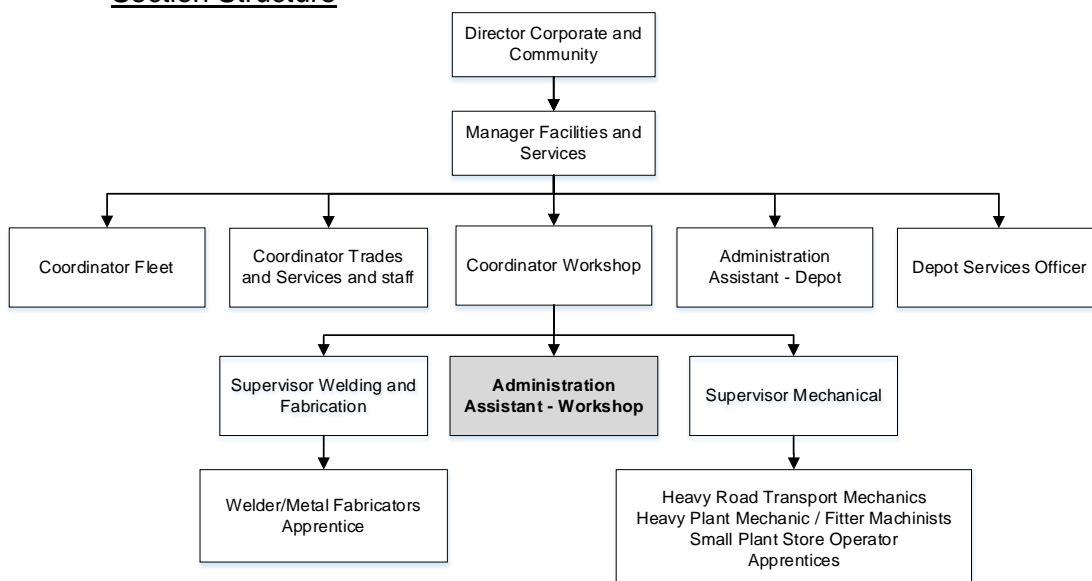 Section Structure
Director Corporate and
Community
Manager Facilities and
Services
Coordinator Fleet
Coordinator Trades
and Services and staff
Coordinator Workshop
Administration
Assistant - Depot
Depot Services Officer
Supervisor Welding and
Fabrication
Administration
Assistant - Workshop
Supervisor Mechanical
Welder/Metal Fabricators
Apprentice
Heavy Road Transport Mechanics
Heavy Plant Mechanic / Fitter Machinists
Small Plant Store Operator
Apprentices